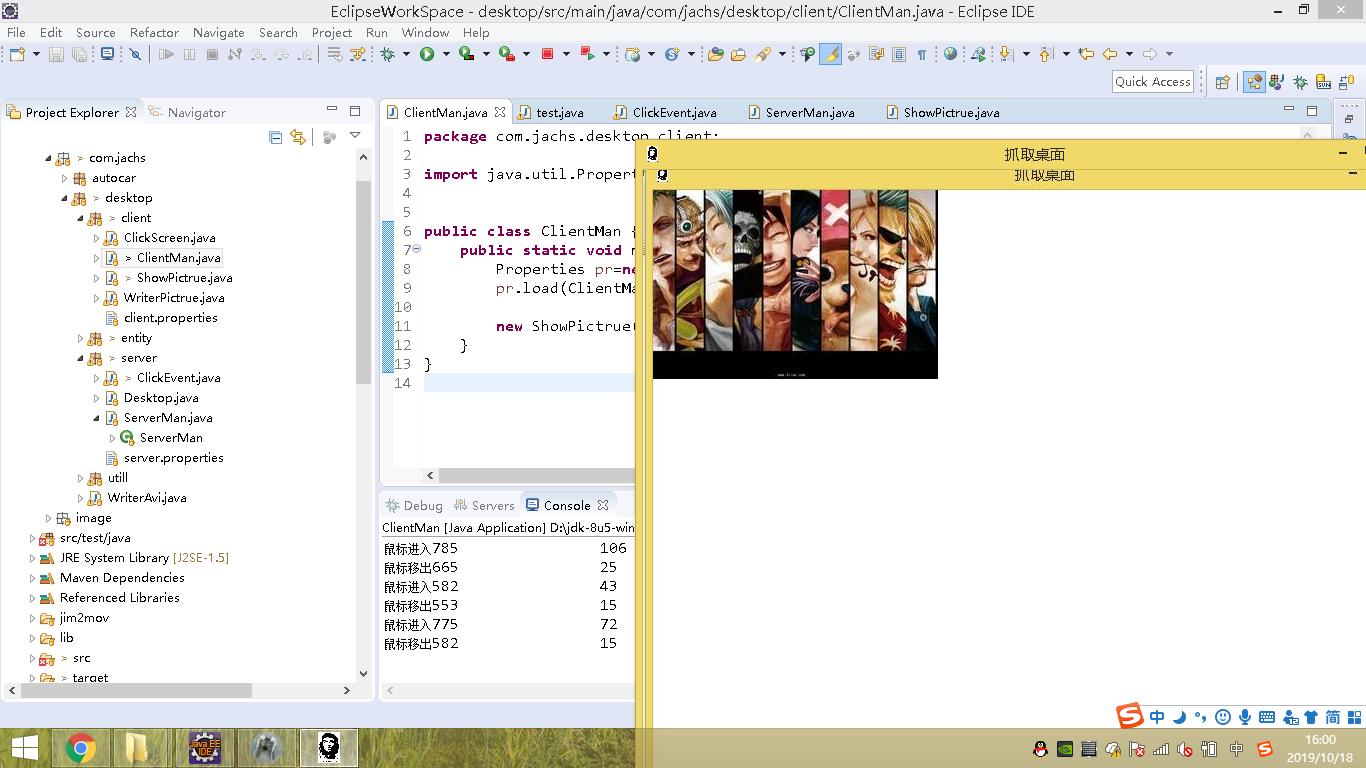 EclipseWorkSpace - desktop/src/main/java/com/jachs/desktop/client/ClientMan.java - Eclipse IDE
File Edit Source Refactor Navigate Search Project Run Window Help
Quick Access
Project Explorer
Navigator
> com.jachs
autocar
> desktop
> client
ClickScreen.java
> ClientMan.java
> ShowPictrue.java
WriterPictrue.java
client.properties
> entity
> server
> ClickEvent.java
Desktop.java
ServerMan.java
ServerMan
server.properties
utill
WriterAvi.java
image
src/test/java
JRE System Library [J2SE-1.5]
Maven Dependencies
Referenced Libraries
jim2mov
lib
> src
> target
ClientMan.java test.java ClickEvent.java ServerMan.java ShowPictrue.java
1 package com.jachs.desktop.client;
2
3 import java.util.Propert
4
5
6 public class ClientMan {
7 public static void m
8 Properties pr=ne
9 pr.load(ClientMa
10
11 new ShowPictrue(
12 }
13 }
14
Debug Servers Console
ClientMan [Java Application] D:\jdk-8u5-win
鼠标进入785 106
鼠标移出665 25
鼠标进入582 43
鼠标移出553 15
鼠标进入775 72
鼠标移出582 15
抓取桌面
抓取桌面
中 简
Java EE
IDE
中
16:00
2019/10/18